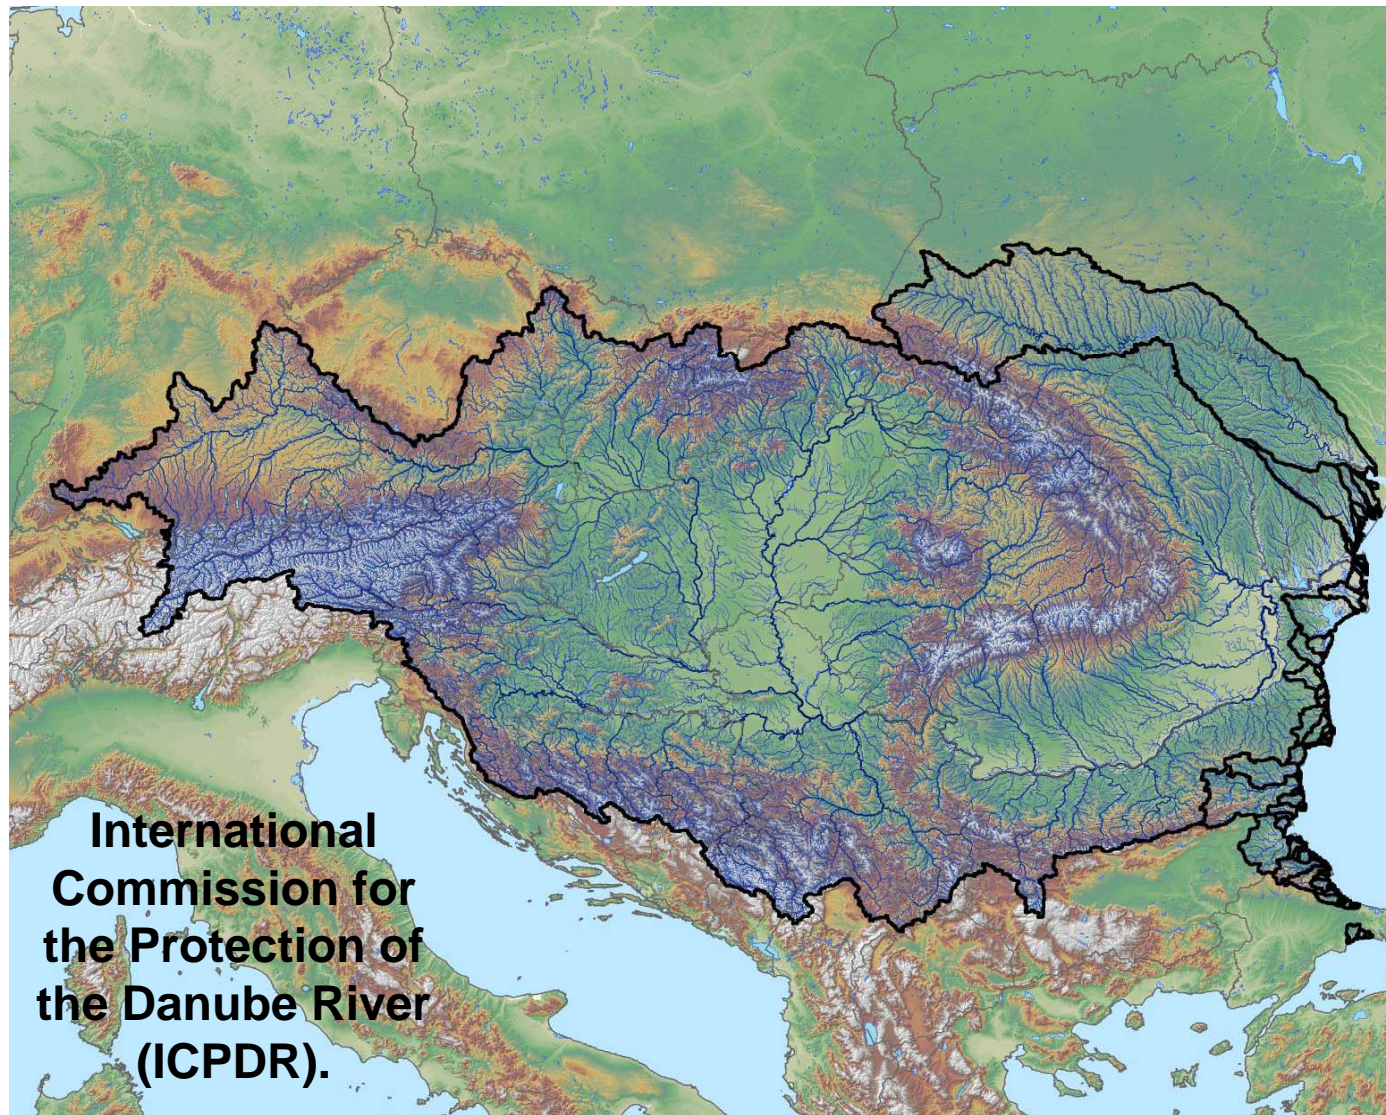 International
Commission for
the Protection of
the Danube River
(ICPDR).